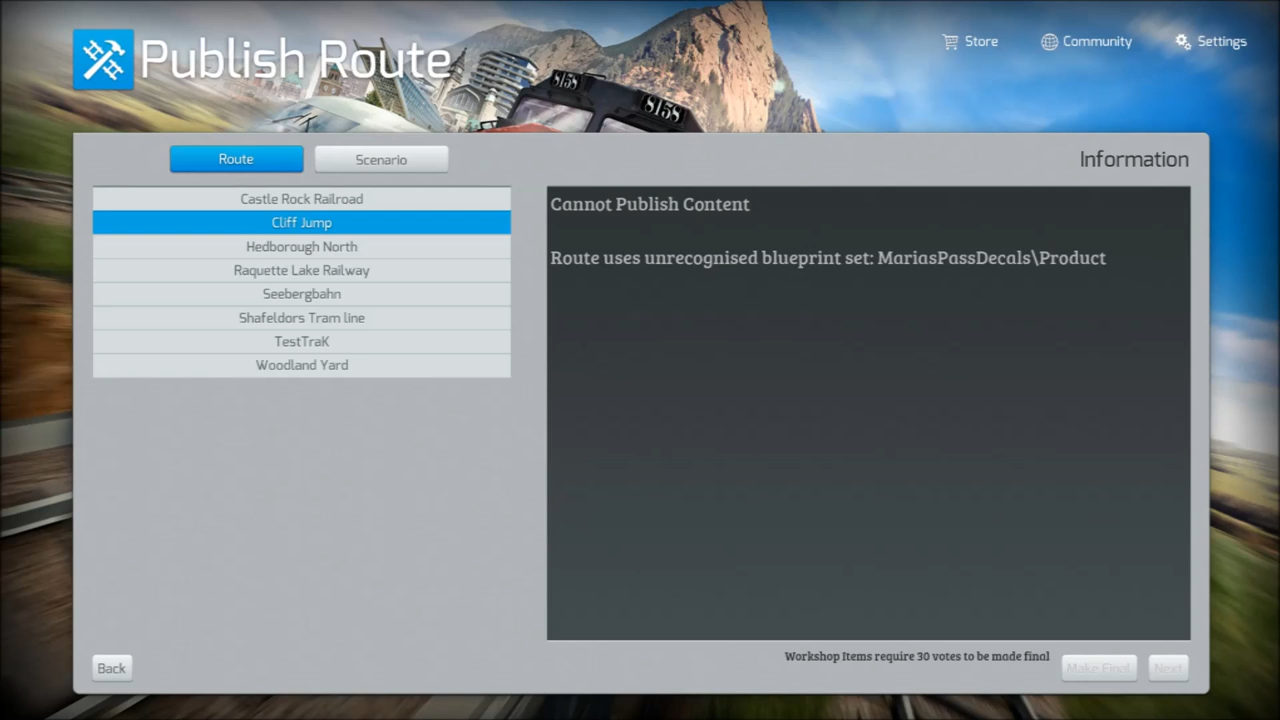 Publish Route
Store
Community
Settings
8158
8158
Route
Scenario
Information
Castle Rock Railroad
Cliff Jump
Hedborough North
Raquette Lake Railway
Seebergbahn
Shafeldors Tram line
TestTraK
Woodland Yard
Cannot Publish Content
Route uses unrecognised blueprint set: MariasPassDecals\Product
Back
Workshop Items require 30 votes to be made final
Make Final
Next